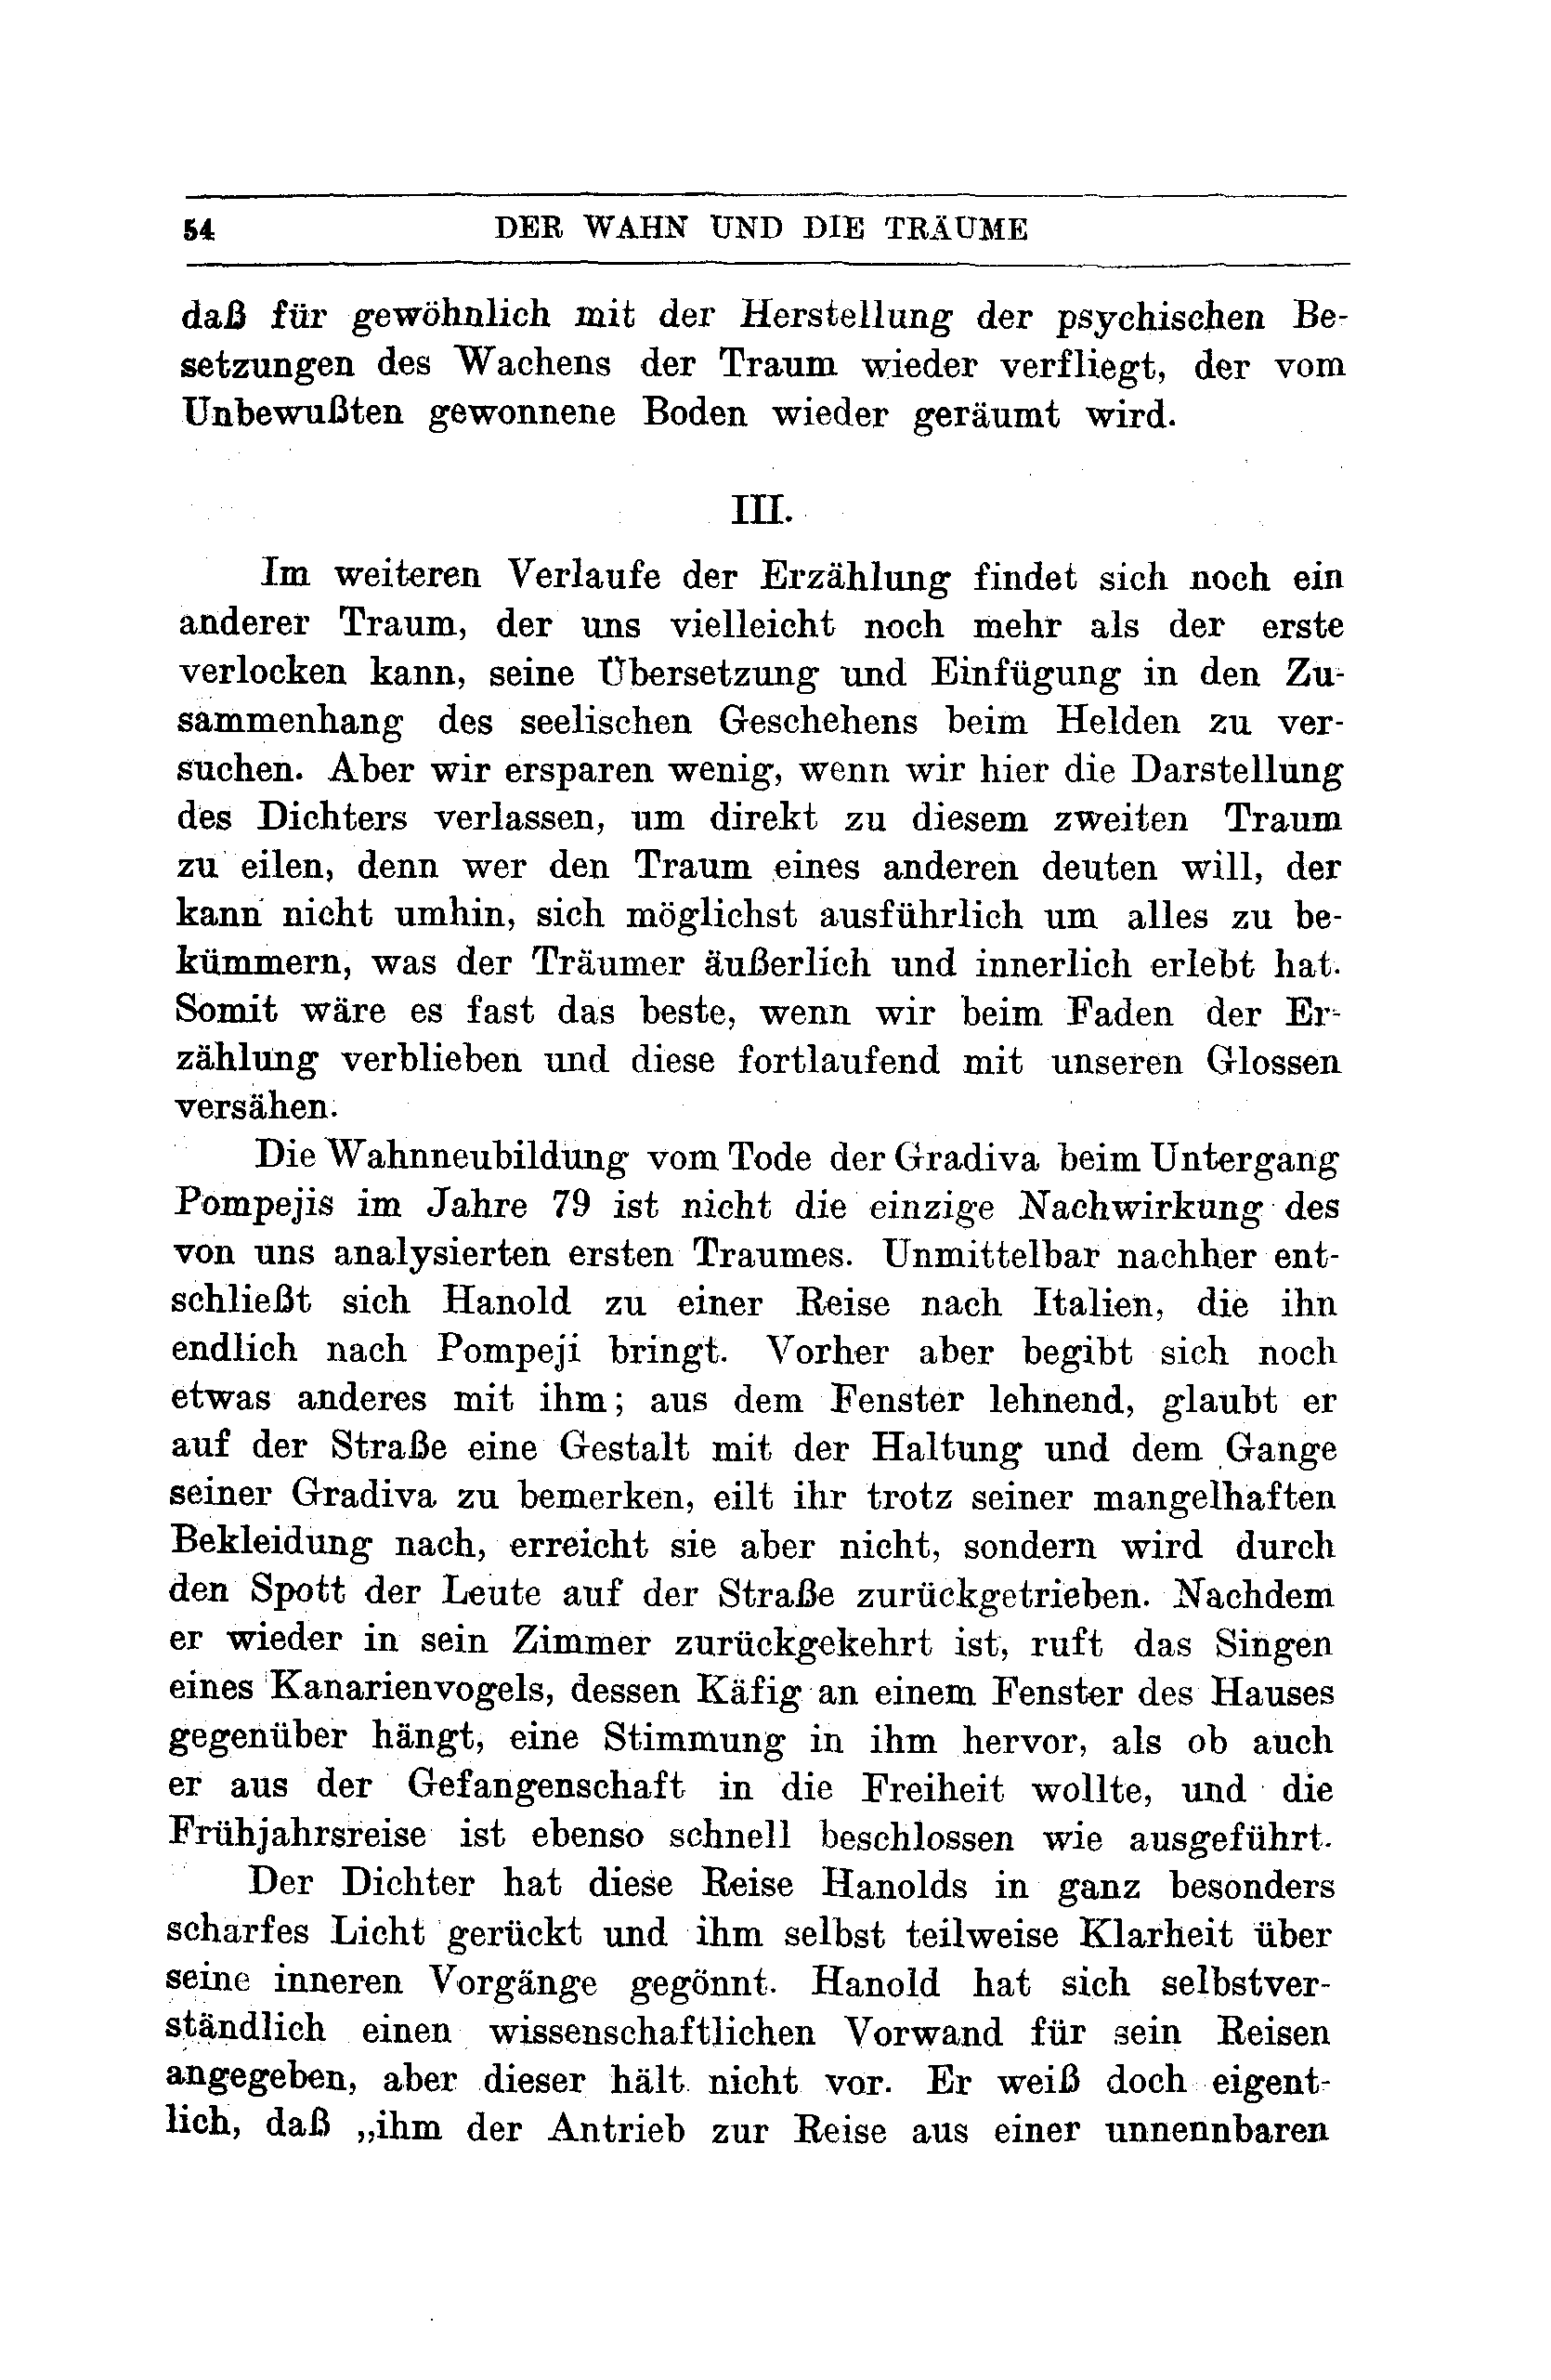 54 DER WAHN UND DIE TRÄUME
daß für gewöhnlich mit der Herstellung der psychischen Be-
setzungen des Wachens der Traum wieder verfliegt, der vom
Unbewußten gewonnene Boden wieder geräumt wird.
III.
Im weiteren Verlaufe der Erzählung findet sich noch ein
anderer Traum, der uns vielleicht noch mehr als der erste
verlocken kann, seine Übersetzung und Einfügung in den Zu-
sammenhang des seelischen Geschehens beim Helden zu ver-
suchen. Aber wir ersparen wenig, wenn wir hier die Darstellung
des Dichters verlassen, um direkt zu diesem zweiten Traum
zu eilen, denn wer den Traum eines anderen deuten will, der
kann nicht umhin, sich möglichst ausführlich um alles zu be-
kümmern, was der Träumer äußerlich und innerlich erlebt hat.
Somit wäre es fast das beste, wenn wir beim Faden der Er-
zählung verblieben und diese fortlaufend mit unseren Glossen
versähen.
Die Wahnneubildung vom Tode der Gradiva beim Untergang
Pompejis im Jahre 79 ist nicht die einzige Nachwirkung des
von uns analysierten ersten Traumes. Unmittelbar nachher ent-
schließt sich Hanold zu einer Reise nach Italien, die ihn
endlich nach Pompeji bringt. Vorher aber begibt sich noch
etwas anderes mit ihm; aus dem Fenster lehnend, glaubt er
auf der Straße eine Gestalt mit der Haltung und dem Gange
seiner Gradiva zu bemerken, eilt ihr trotz seiner mangelhaften
Bekleidung nach, erreicht sie aber nicht, sondern wird durch
den Spott der Leute auf der Straße zurückgetrieben. Nachdem
er wieder in sein Zimmer zurückgekehrt ist, ruft das Singen
eines Kanarienvogels, dessen Käfig an einem Fenster des Hauses
gegenüber hängt, eine Stimmung in ihm hervor, als ob auch
er aus der Gefangenschaft in die Freiheit wollte, und die
Frühjahrsreise ist ebenso schnell beschlossen wie ausgeführt.
Der Dichter hat diese Reise Hanolds in ganz besonders
scharfes Licht gerückt und ihm selbst teilweise Klarheit über
seine inneren Vorgänge gegönnt. Hanold hat sich selbstver-
ständlich einen wissenschaftlichen Vorwand für sein Reisen
angegeben, aber dieser hält nicht vor. Er weiß doch eigent-
lich, daß „ihm der Antrieb zur Reise aus einer unnennbaren